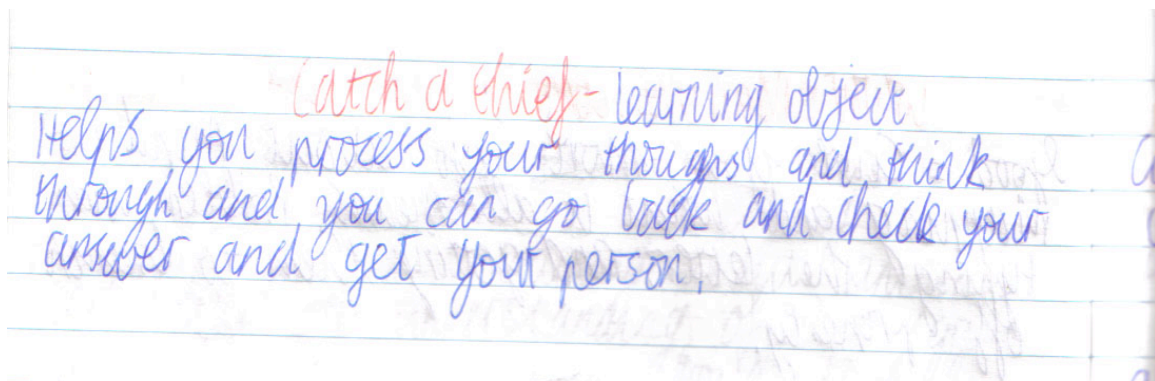 Catch a thief - learning object
Helps you process your thoughs and think
through and you can go back and check your
answer and get your person.